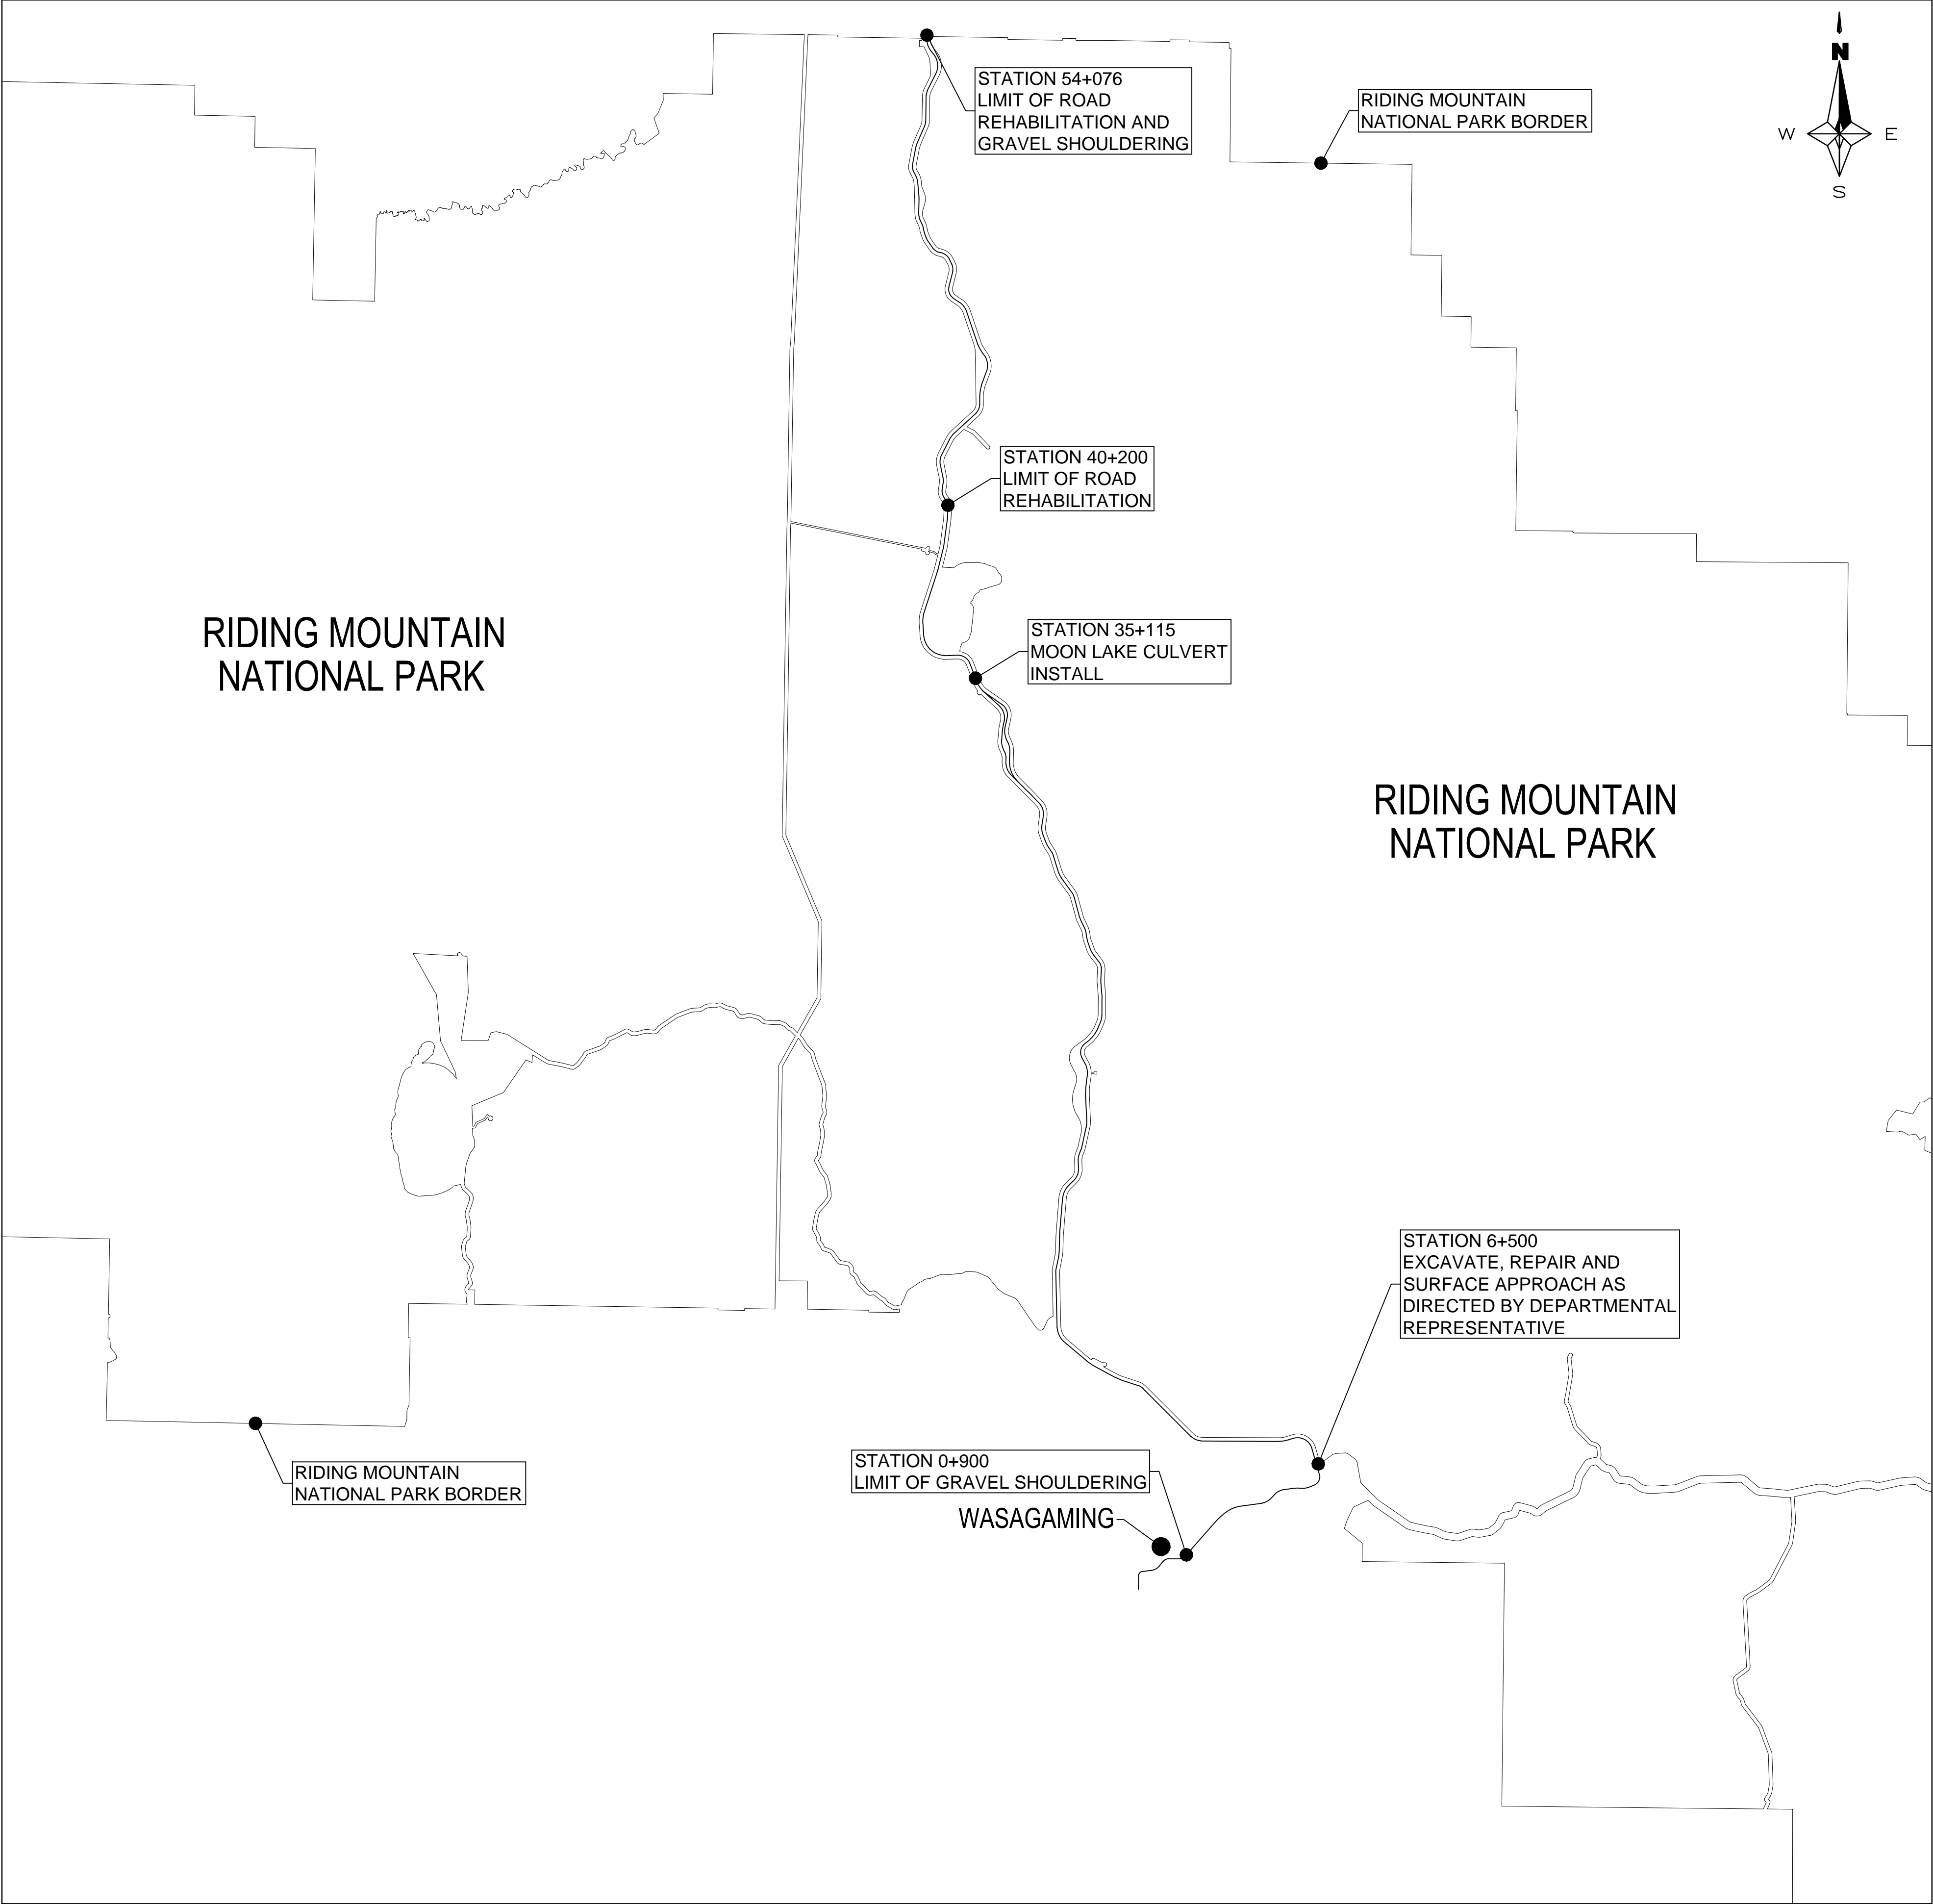 N
W
E
S
STATION 54+076
LIMIT OF ROAD
REHABILITATION AND
GRAVEL SHOULDERING
RIDING MOUNTAIN
NATIONAL PARK BORDER
STATION 40+200
LIMIT OF ROAD
REHABILITATION
RIDING MOUNTAIN
NATIONAL PARK
STATION 35+115
MOON LAKE CULVERT
INSTALL
RIDING MOUNTAIN
NATIONAL PARK
STATION 6+500
EXCAVATE, REPAIR AND
SURFACE APPROACH AS
DIRECTED BY DEPARTMENTAL
REPRESENTATIVE
RIDING MOUNTAIN
NATIONAL PARK BORDER
STATION 0+900
LIMIT OF GRAVEL SHOULDERING
WASAGAMING